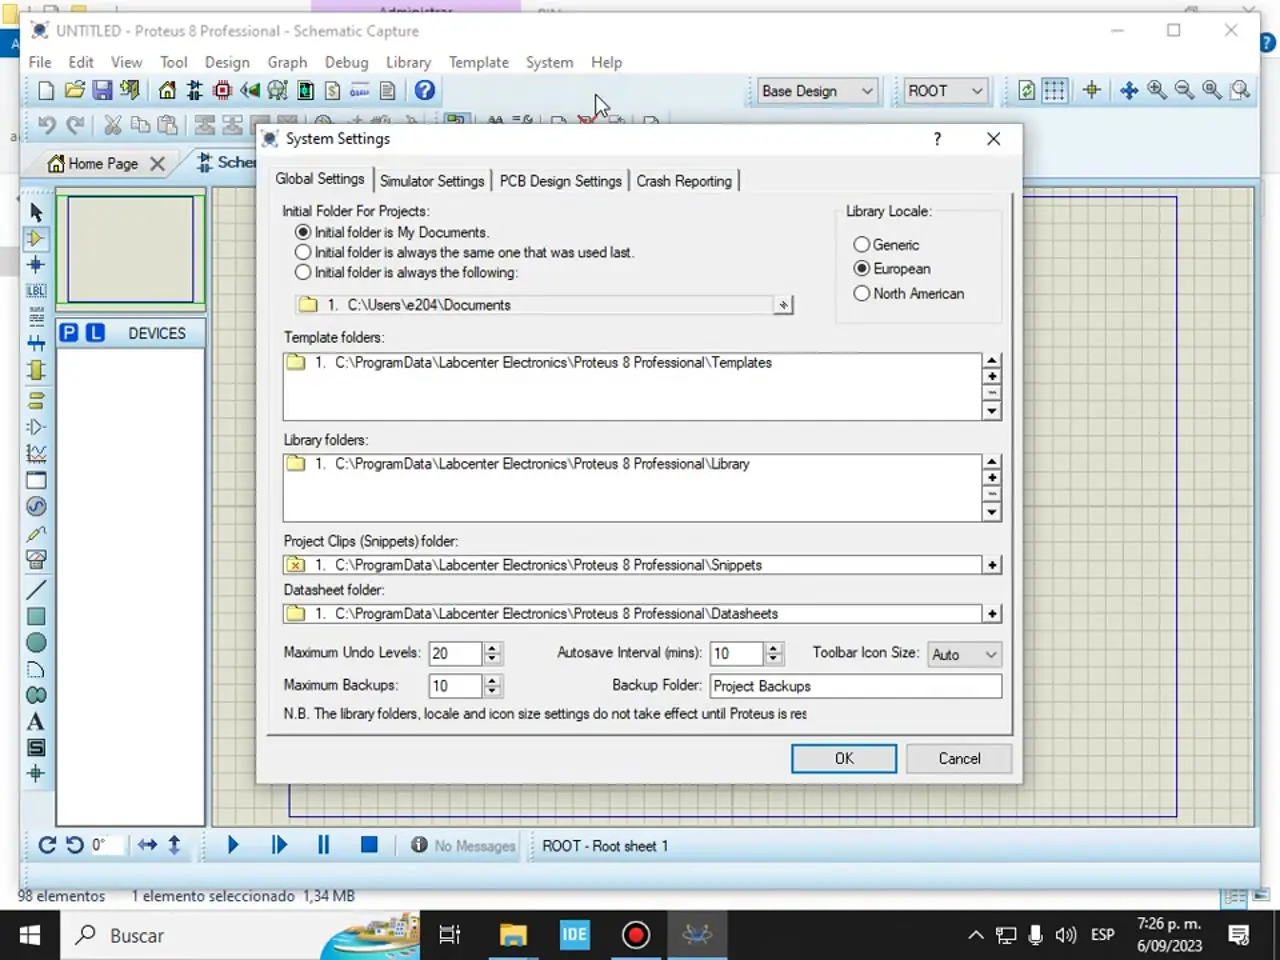 UNTITLED - Proteus 8 Professional - Schematic Capture
File Edit View Tool Design Graph Debug Library Template System Help
Base Design ROOT
Home Page
System Settings ?
Global Settings Simulator Settings PCB Design Settings Crash Reporting
Initial Folder For Projects:
Initial folder is My Documents.
Initial folder is always the same one that was used last.
Initial folder is always the following:
1. C:\Users\e204\Documents
Library Locale:
Generic
European
North American
Template folders:
1. C:\ProgramData\Labcenter Electronics\Proteus 8 Professional\Templates
Library folders:
1. C:\ProgramData\Labcenter Electronics\Proteus 8 Professional\Library
Project Clips (Snippets) folder:
1. C:\ProgramData\Labcenter Electronics\Proteus 8 Professional\Snippets
Datasheet folder:
1. C:\ProgramData\Labcenter Electronics\Proteus 8 Professional\Datasheets
Maximum Undo Levels: 20 Autosave Interval (mins): 10 Toolbar Icon Size: Auto
Maximum Backups: 10 Backup Folder: Project Backups
N.B. The library folders, locale and icon size settings do not take effect until Proteus is res
OK Cancel
P L DEVICES
LBL
A
S
0° No Messages ROOT - Root sheet 1
98 elementos 1 elemento seleccionado 1,34 MB
Buscar IDE ESP 7:26 p. m.
6/09/2023